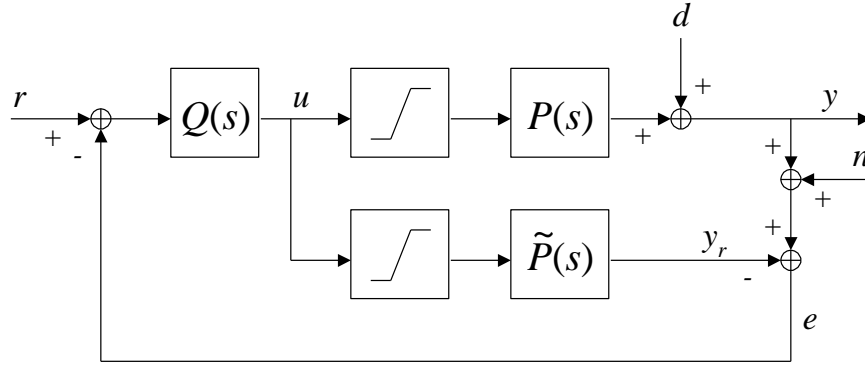 d
r
u
y
+
-
Q(s)
P(s)
+
+
+
n
+
+
P̃(s)
y_r
-
e